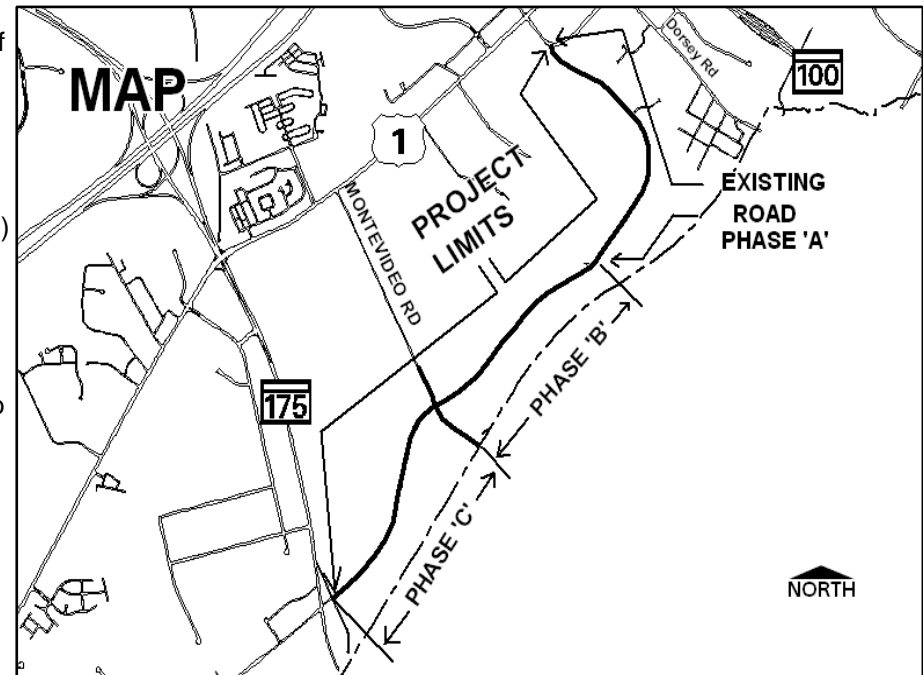 f
)
o
MAP
Dorsey Rd
100
1
MONTEVIDEO RD
PROJECT
LIMITS
EXISTING
ROAD
PHASE 'A'
PHASE 'B'
175
PHASE 'C'
NORTH